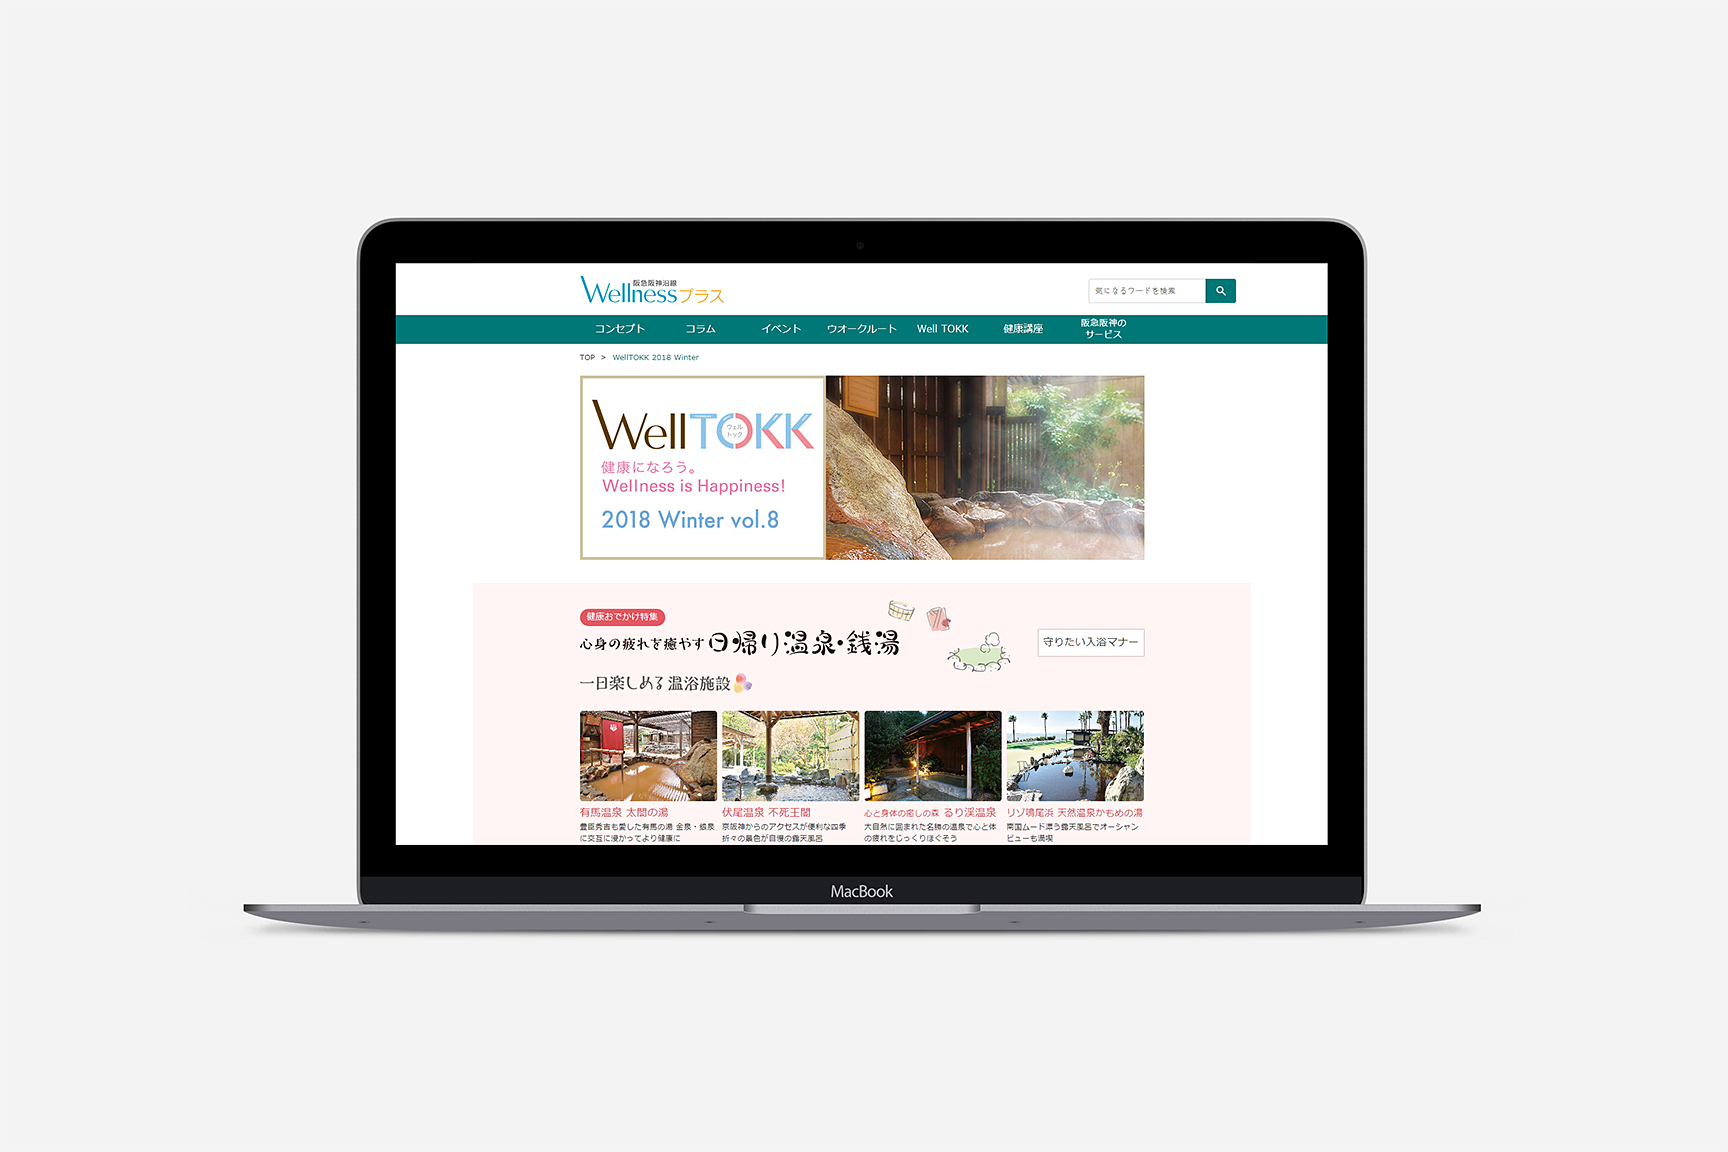 阪急阪神沿線
Wellnessプラス
気になるワードを検索
コンセプト
コラム
イベント
ウオークルート
Well TOKK
健康講座
阪急阪神の
サービス
TOP > WellTOKK 2018 Winter
WellTOKK
ウェル
トック
健康になろう。
Wellness is Happiness!
2018 Winter vol.8
健康おでかけ特集
心身の疲れを癒やす日帰り温泉・銭湯
守りたい入浴マナー
一日楽しめる温浴施設
有馬温泉 太閤の湯
豊臣秀吉も愛した有馬の湯 金泉・銀泉
に交互に浸かってより健康に
伏尾温泉 不死王閣
京阪神からのアクセスが便利な四季
折々の景色が自慢の露天風呂
心と身体の癒しの森 るり渓温泉
大自然に囲まれた名勝の温泉で心と体
の疲れをじっくりほぐそう
リゾ鳴尾浜 天然温泉かもめの湯
南国ムード漂う露天風呂でオーシャン
ビューも満喫
MacBook